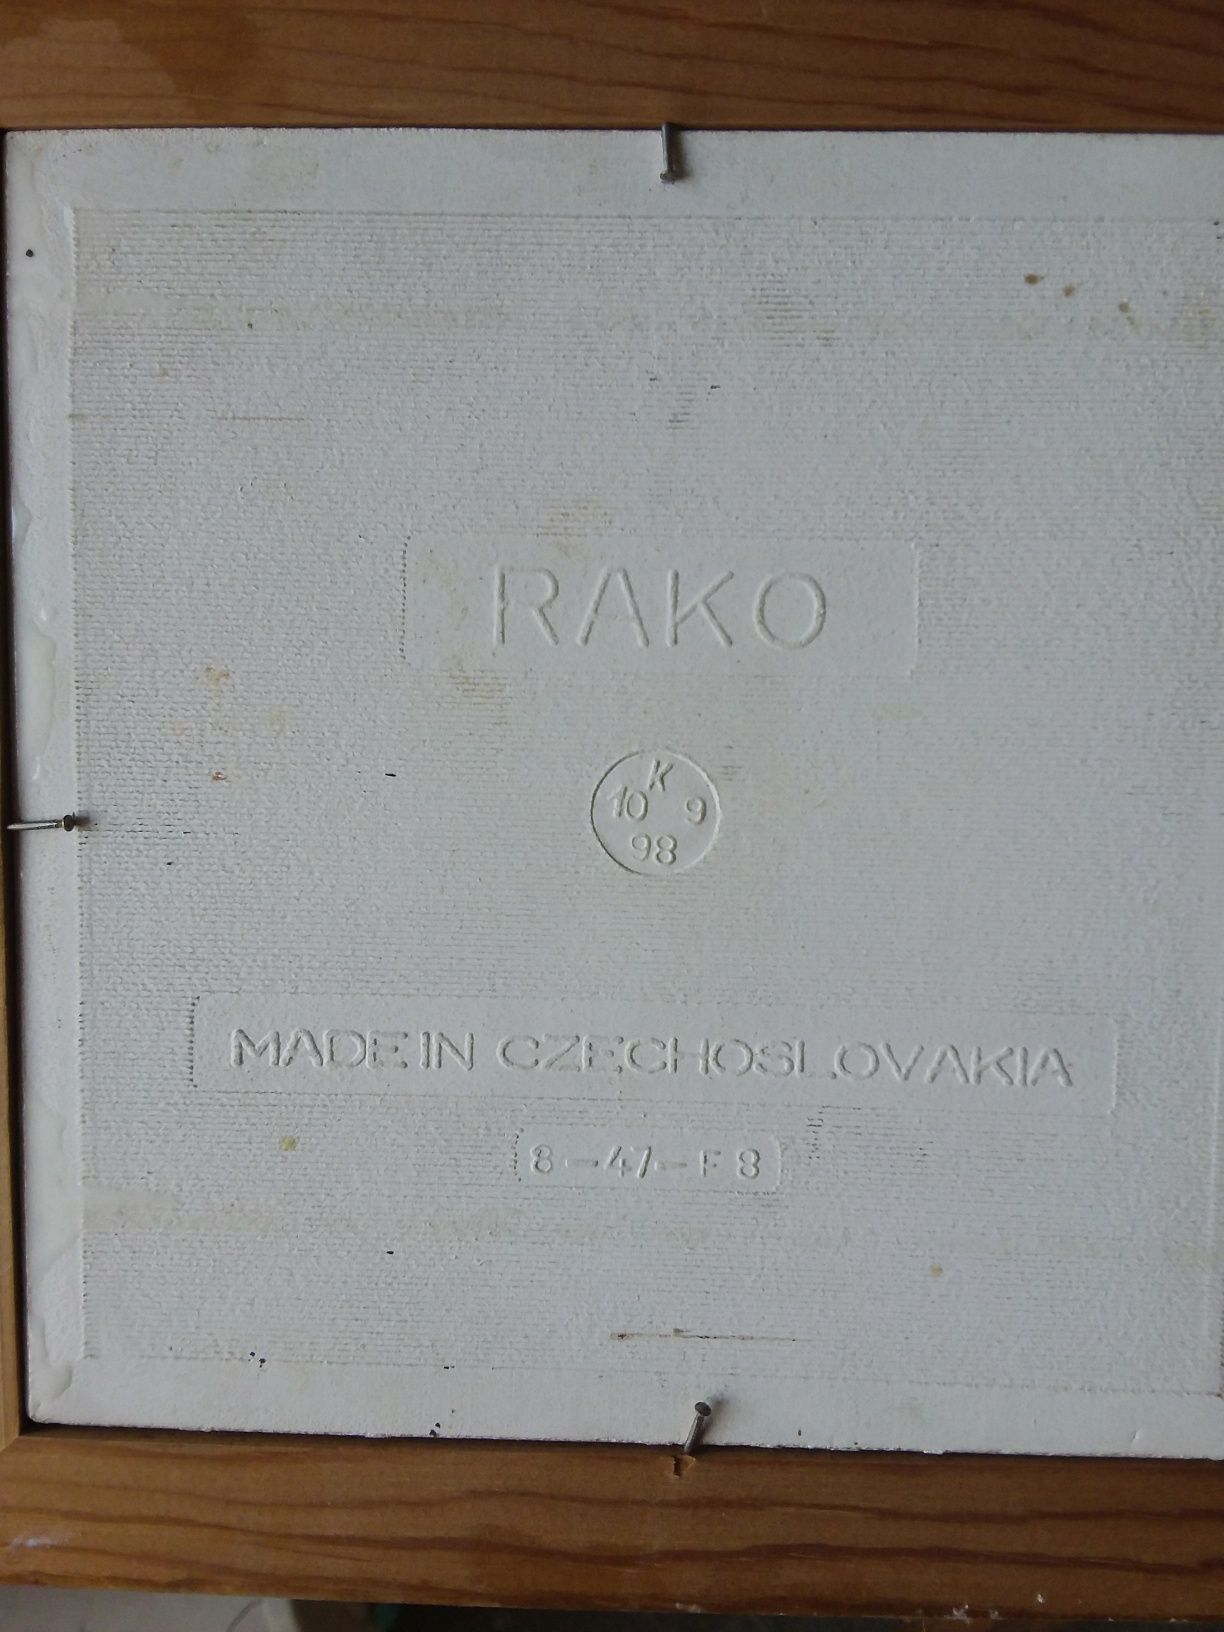 RAKO
K
10 9
98
MADE IN CZECHOSLOVAKIA
8-47-F8